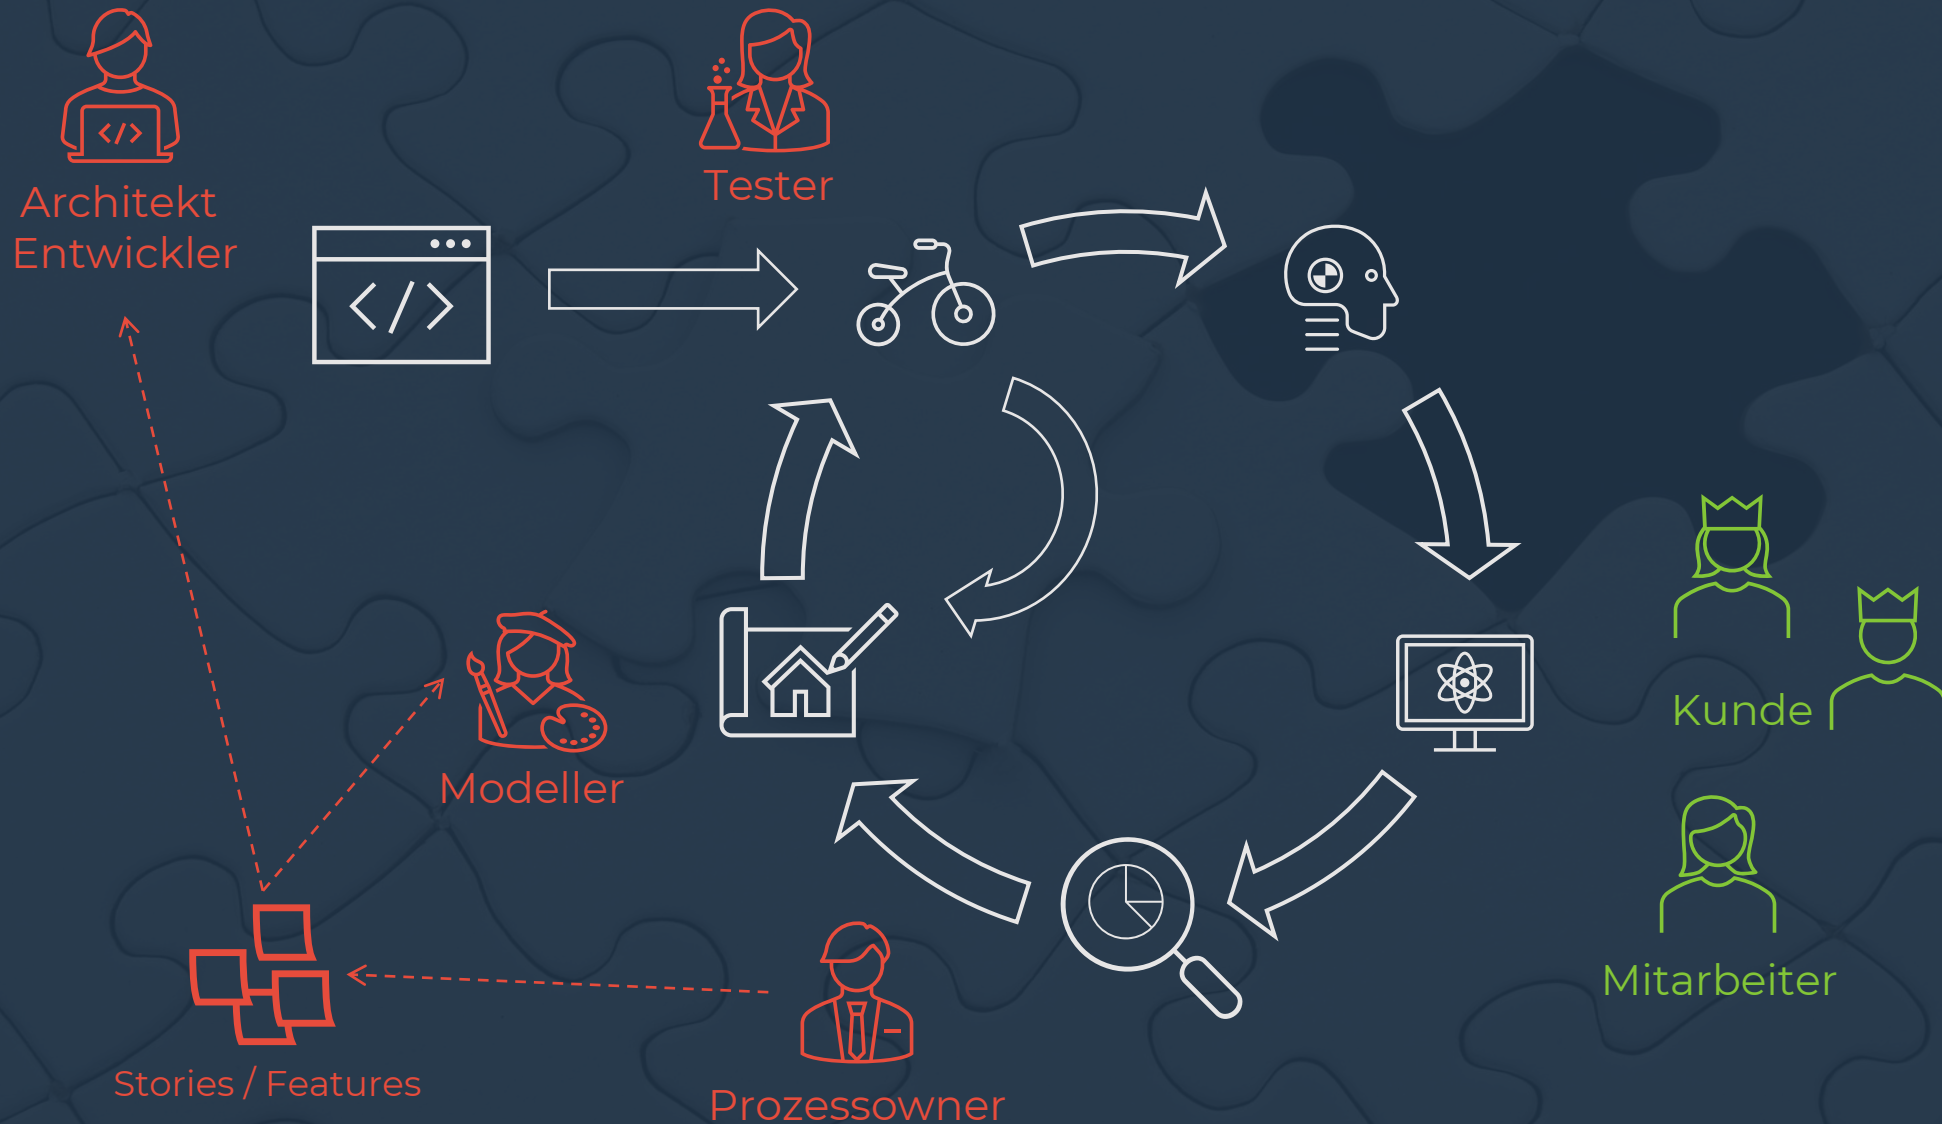 Architekt
Entwickler
</>
Tester
</>
Modeller
Kunde
Mitarbeiter
Stories / Features
Prozessowner